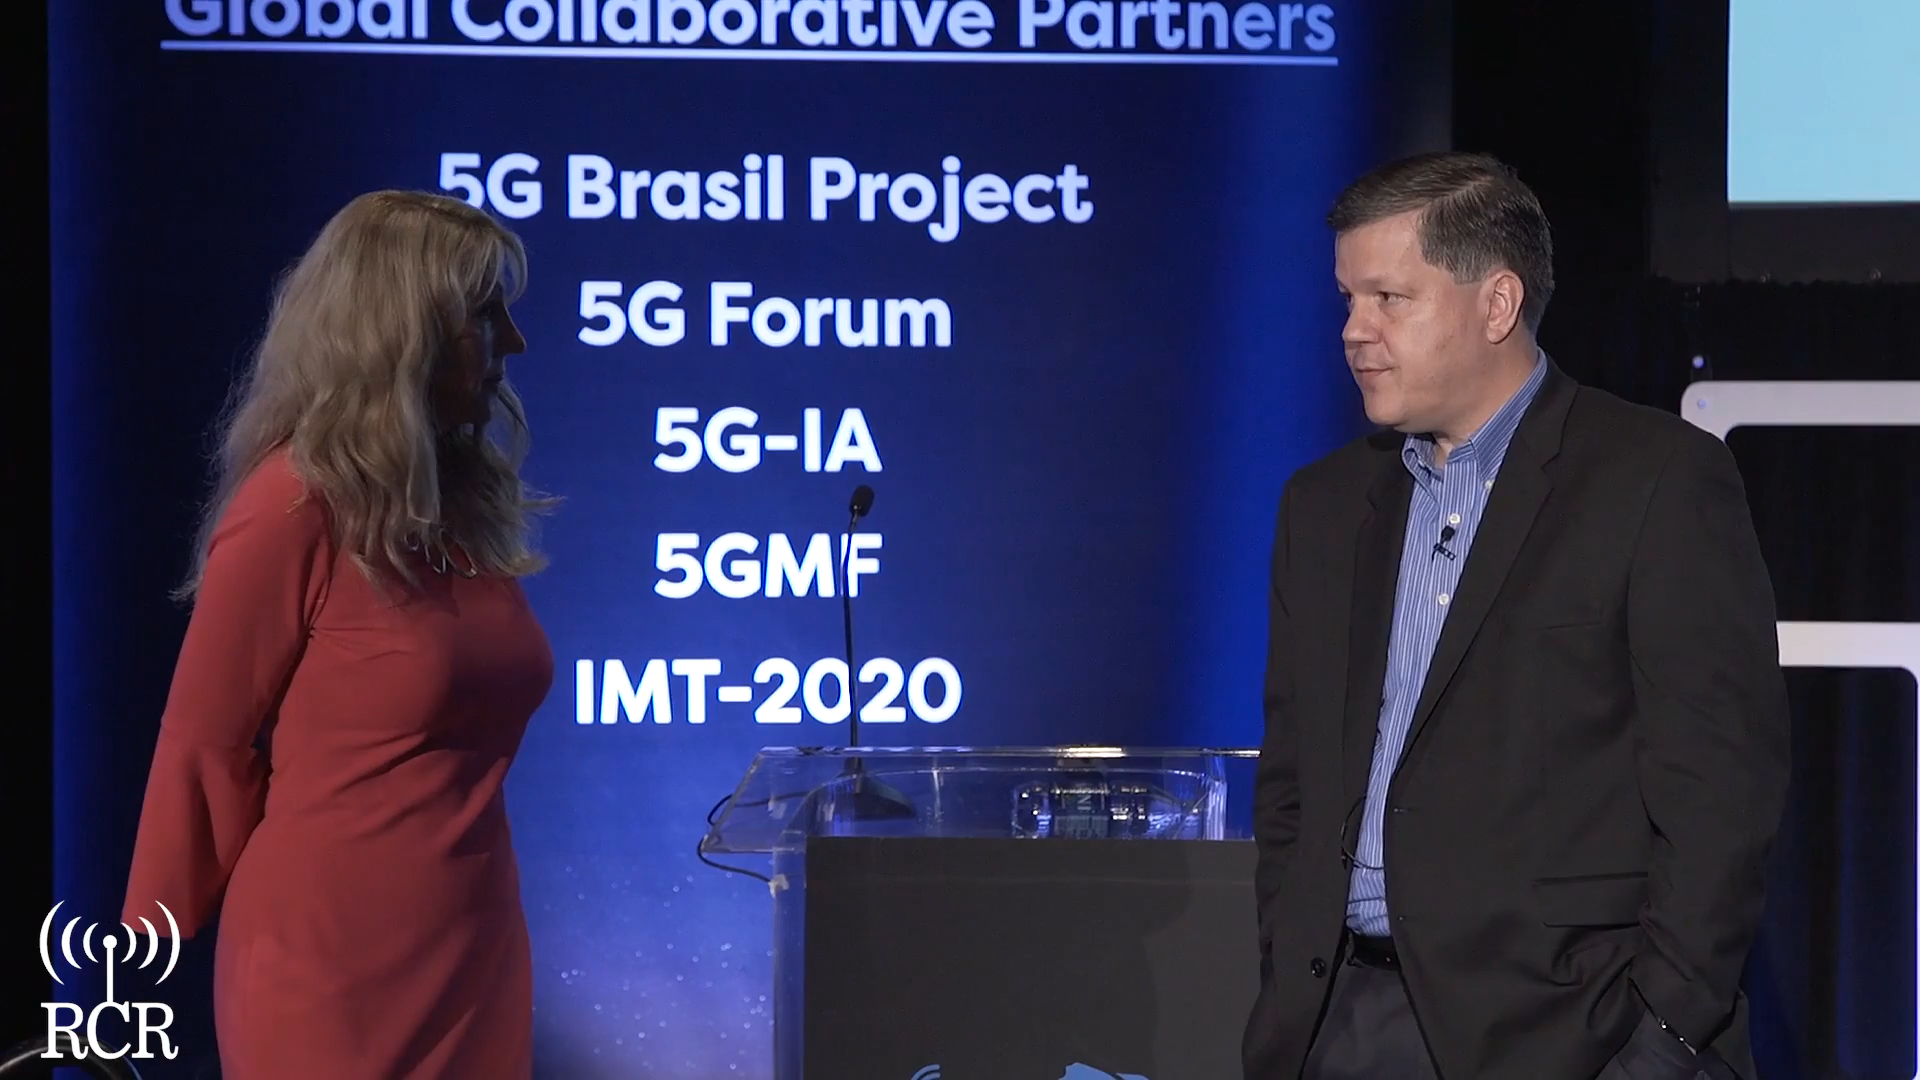 Global Collaborative Partners
5G Brasil Project
5G Forum
5G-IA
5GMF
IMT-2020
RCR